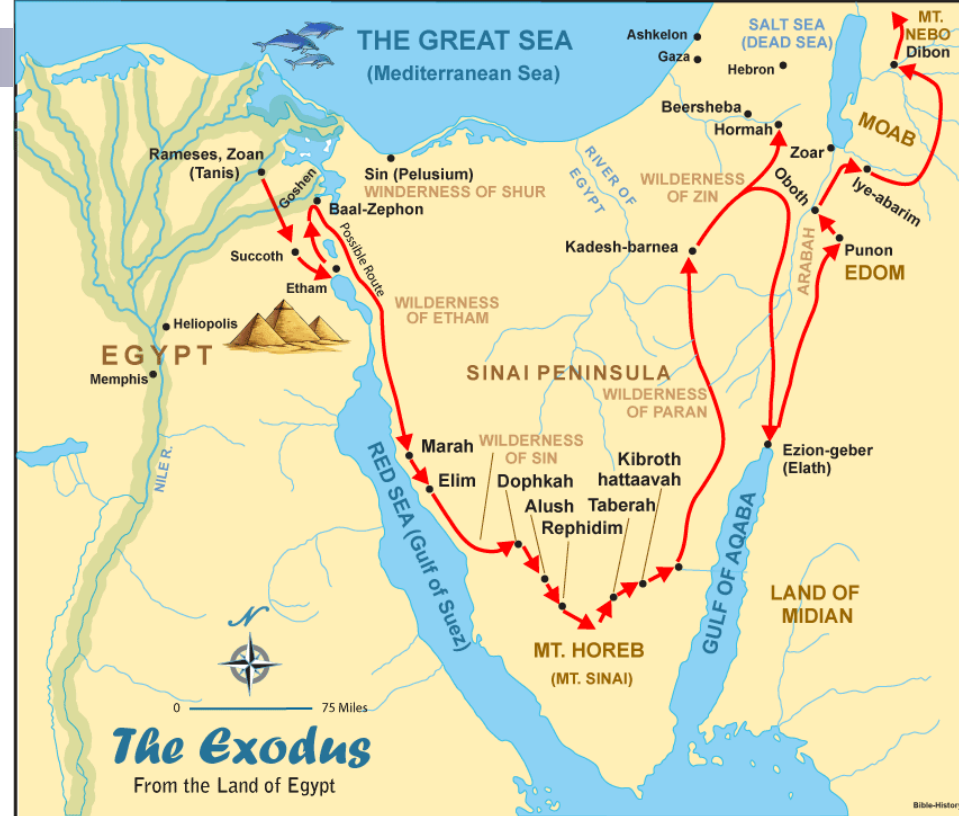 THE GREAT SEA
(Mediterranean Sea)
Ashkelon
Gaza
SALT SEA
(DEAD SEA)
Hebron
MT.
NEBO
Dibon
Beersheba
Hormah
MOAB
Zoar
Iye-abarim
Oboth
Rameses, Zoan
(Tanis)
Goshen
Sin (Pelusium)
WINDERNESS OF SHUR
Baal-Zephon
RIVER OF
EGYPT
WILDERNESS
OF ZIN
Kadesh-barnea
ARABAH
Punon
EDOM
Succoth
Etham
Possible Route
WILDERNESS
OF ETHAM
Heliopolis
EGYPT
Memphis
SINAI PENINSULA
WILDERNESS
OF PARAN
NILE R.
RED SEA (Gulf of Suez)
Marah
Elim
WILDERNESS
OF SIN
Dophkah
Alush
Rephidim
Kibroth
hattaavah
Taberah
Ezion-geber
(Elath)
GULF OF AQABA
LAND OF
MIDIAN
MT. HOREB
(MT. SINAI)
N
0 75 Miles
The Exodus
From the Land of Egypt
Bible-History